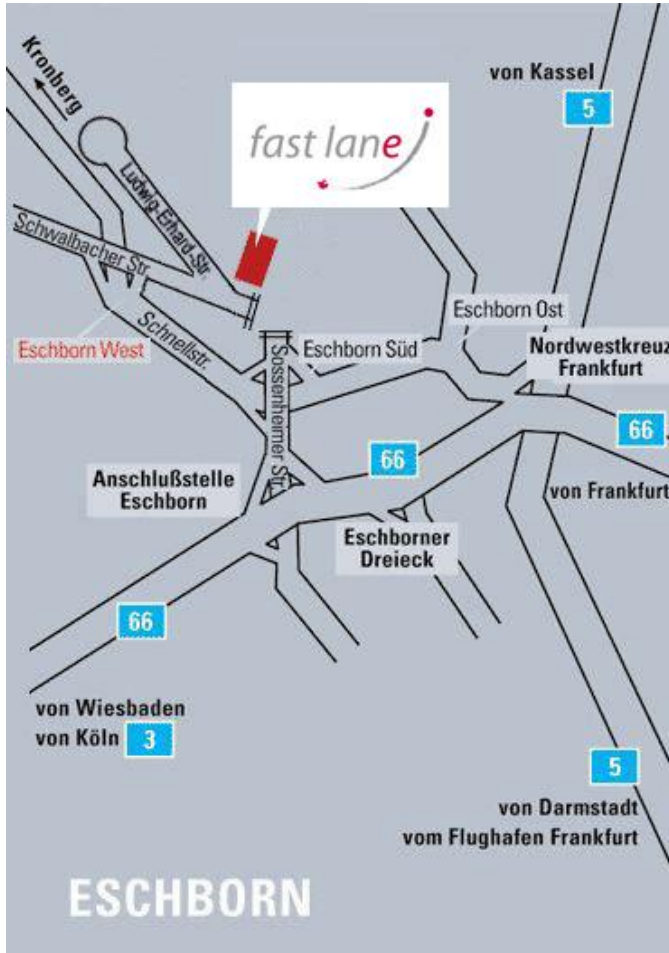 Kronberg
von Kassel
5
fast lane
Ludwig-Erhard-Str.
Schwalbacher Str.
Eschborn West
Schnellstr.
Sossenheimer Str.
Eschborn Süd
Eschborn Ost
Nordwestkreuz
Frankfurt
66
66
von Frankfurt
Anschlußstelle
Eschborn
Eschborner
Dreieck
66
von Wiesbaden
von Köln 3
5
von Darmstadt
vom Flughafen Frankfurt
ESCHBORN